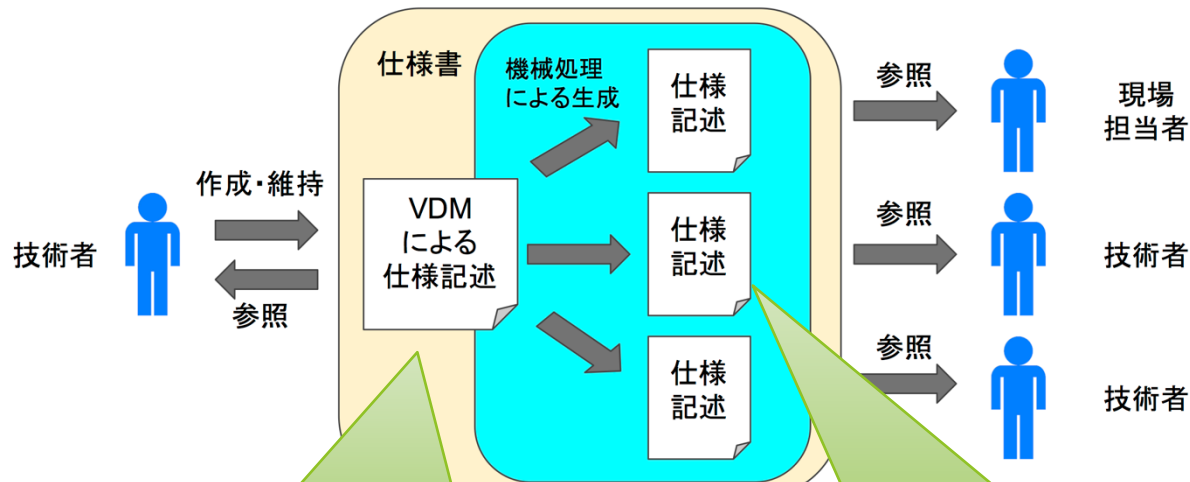 仕様書
機械処理
による生成
仕様
記述
参照
現場
担当者
作成・維持
技術者
参照
VDM
による
仕様記述
仕様
記述
参照
技術者
仕様
記述
参照
技術者